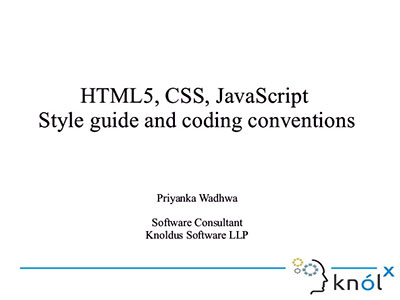 HTML5, CSS, JavaScript
Style guide and coding conventions
Priyanka Wadhwa
Software Consultant
Knoldus Software LLP
knólx